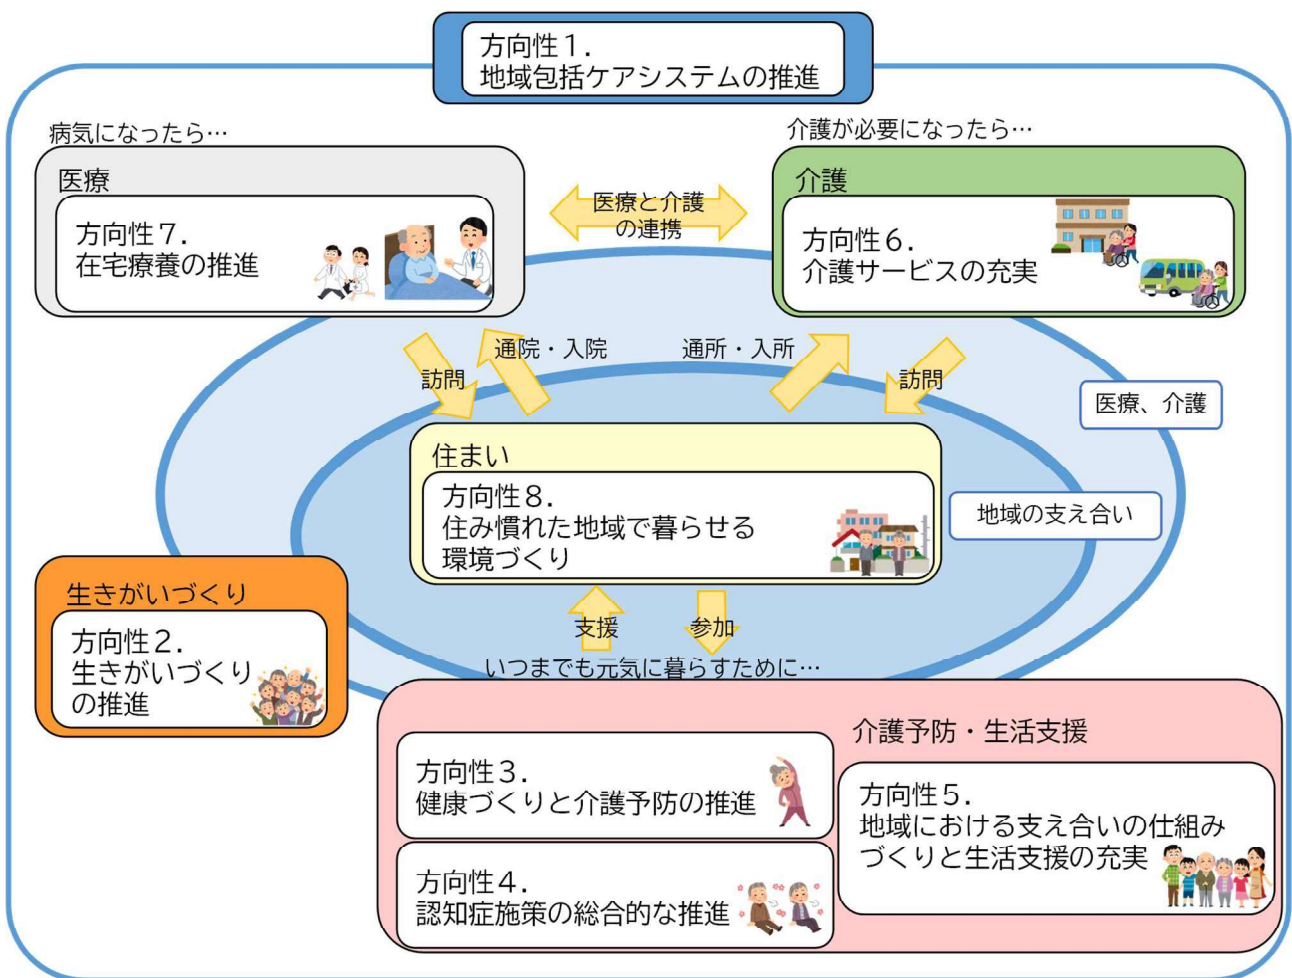 方向性１．
地域包括ケアシステムの推進
病気になったら…
医療
方向性７．
在宅療養の推進
医療と介護
の連携
介護が必要になったら…
介護
方向性６．
介護サービスの充実
訪問
通院・入院
通所・入所
訪問
医療、介護
住まい
方向性８．
住み慣れた地域で暮らせる
環境づくり
地域の支え合い
生きがいづくり
方向性２．
生きがいづくり
の推進
支援
参加
いつまでも元気に暮らすために…
介護予防・生活支援
方向性３．
健康づくりと介護予防の推進
方向性４．
認知症施策の総合的な推進
方向性５．
地域における支え合いの仕組み
づくりと生活支援の充実